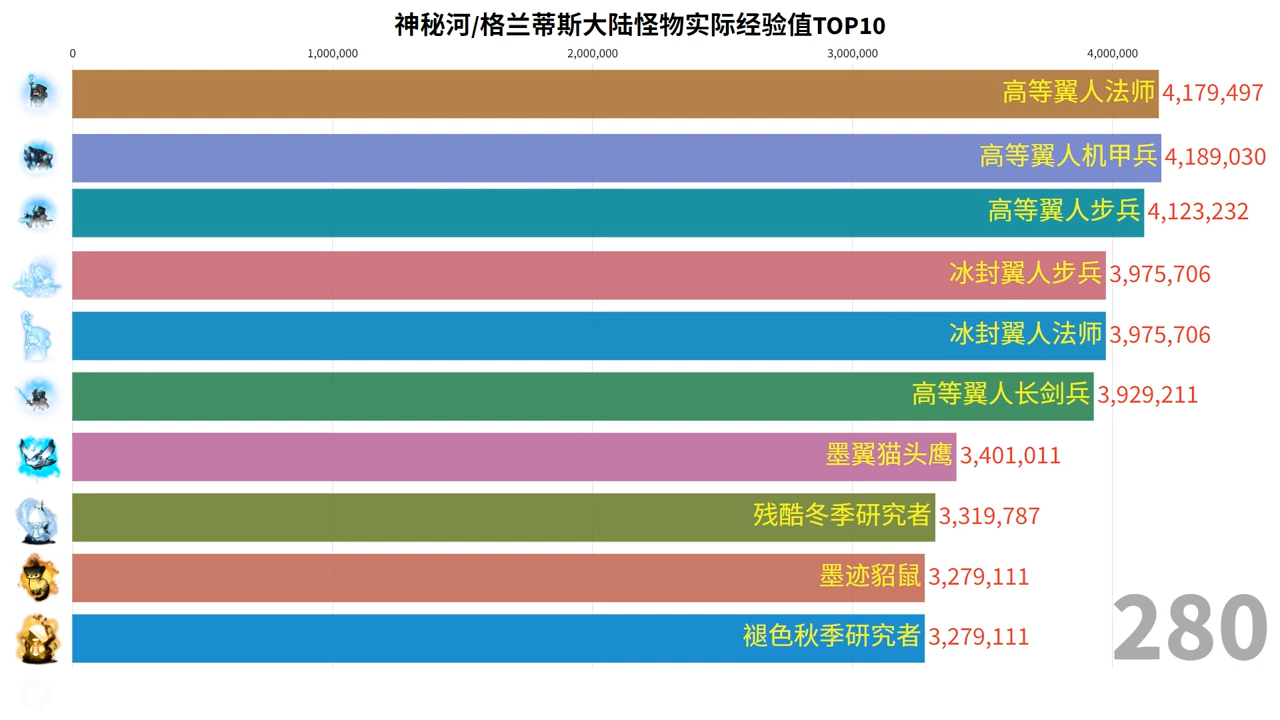 神秘河/格兰蒂斯大陆怪物实际经验值TOP10
0 1,000,000 2,000,000 3,000,000 4,000,000
高等翼人法师 4,179,497
高等翼人机甲兵 4,189,030
高等翼人步兵 4,123,232
冰封翼人步兵 3,975,706
冰封翼人法师 3,975,706
高等翼人长剑兵 3,929,211
墨翼猫头鹰 3,401,011
残酷冬季研究者 3,319,787
墨迹貂鼠 3,279,111
褪色秋季研究者 3,279,111
280